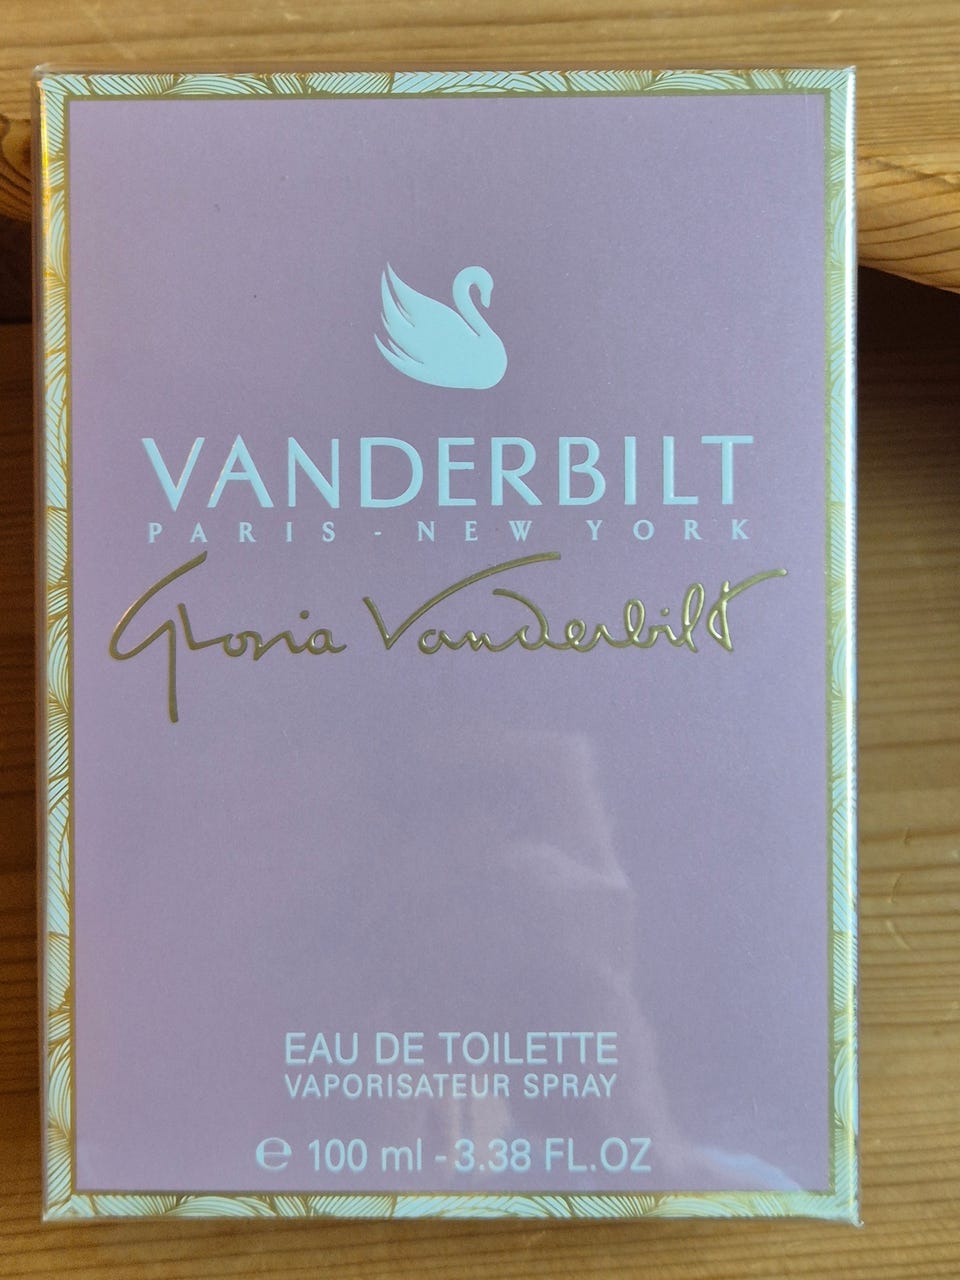 VANDERBILT
PARIS - NEW YORK
Gloria Vanderbilt
EAU DE TOILETTE
VAPORISATEUR SPRAY
℮ 100 ml - 3.38 FL.OZ